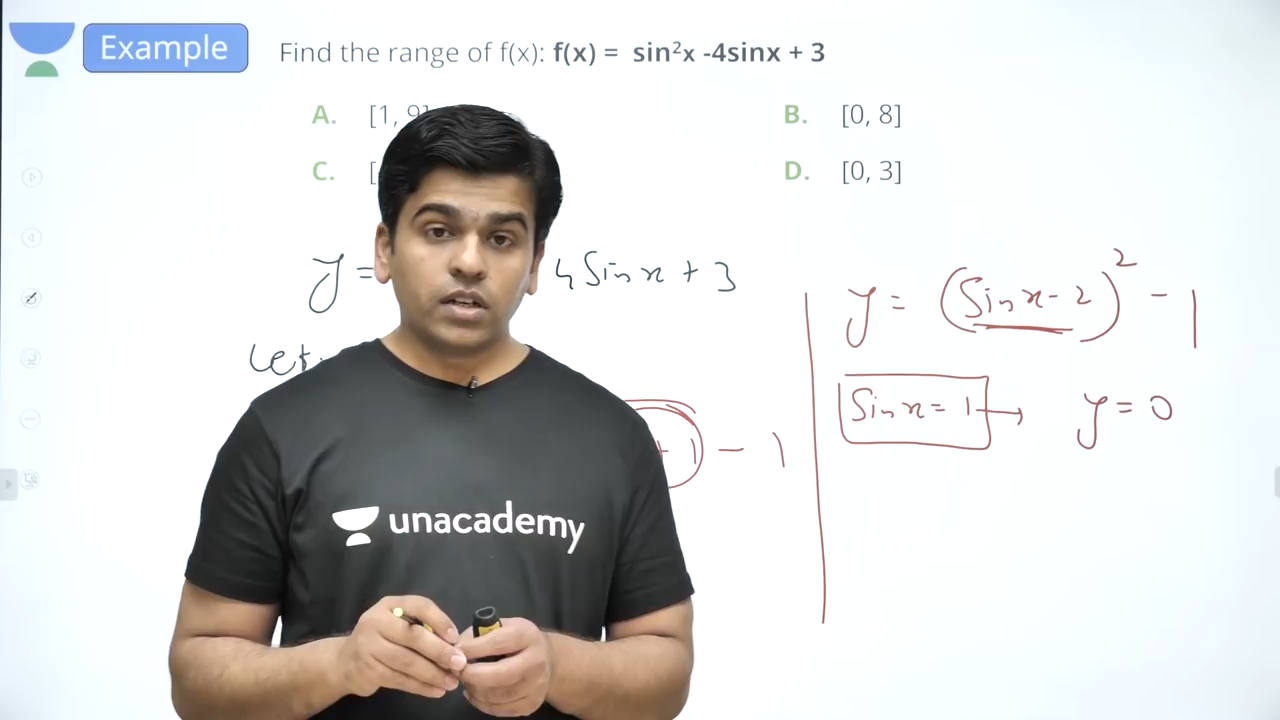 Example
Find the range of f(x): f(x) = sin²x -4sinx + 3
A. [1, 9]
B. [0, 8]
C. [
D. [0, 3]
y = 4 Sin x + 3
Let
+ 1 - 1
y = (Sin x - 2)² - 1
Sin x = 1 → y = 0
unacademy